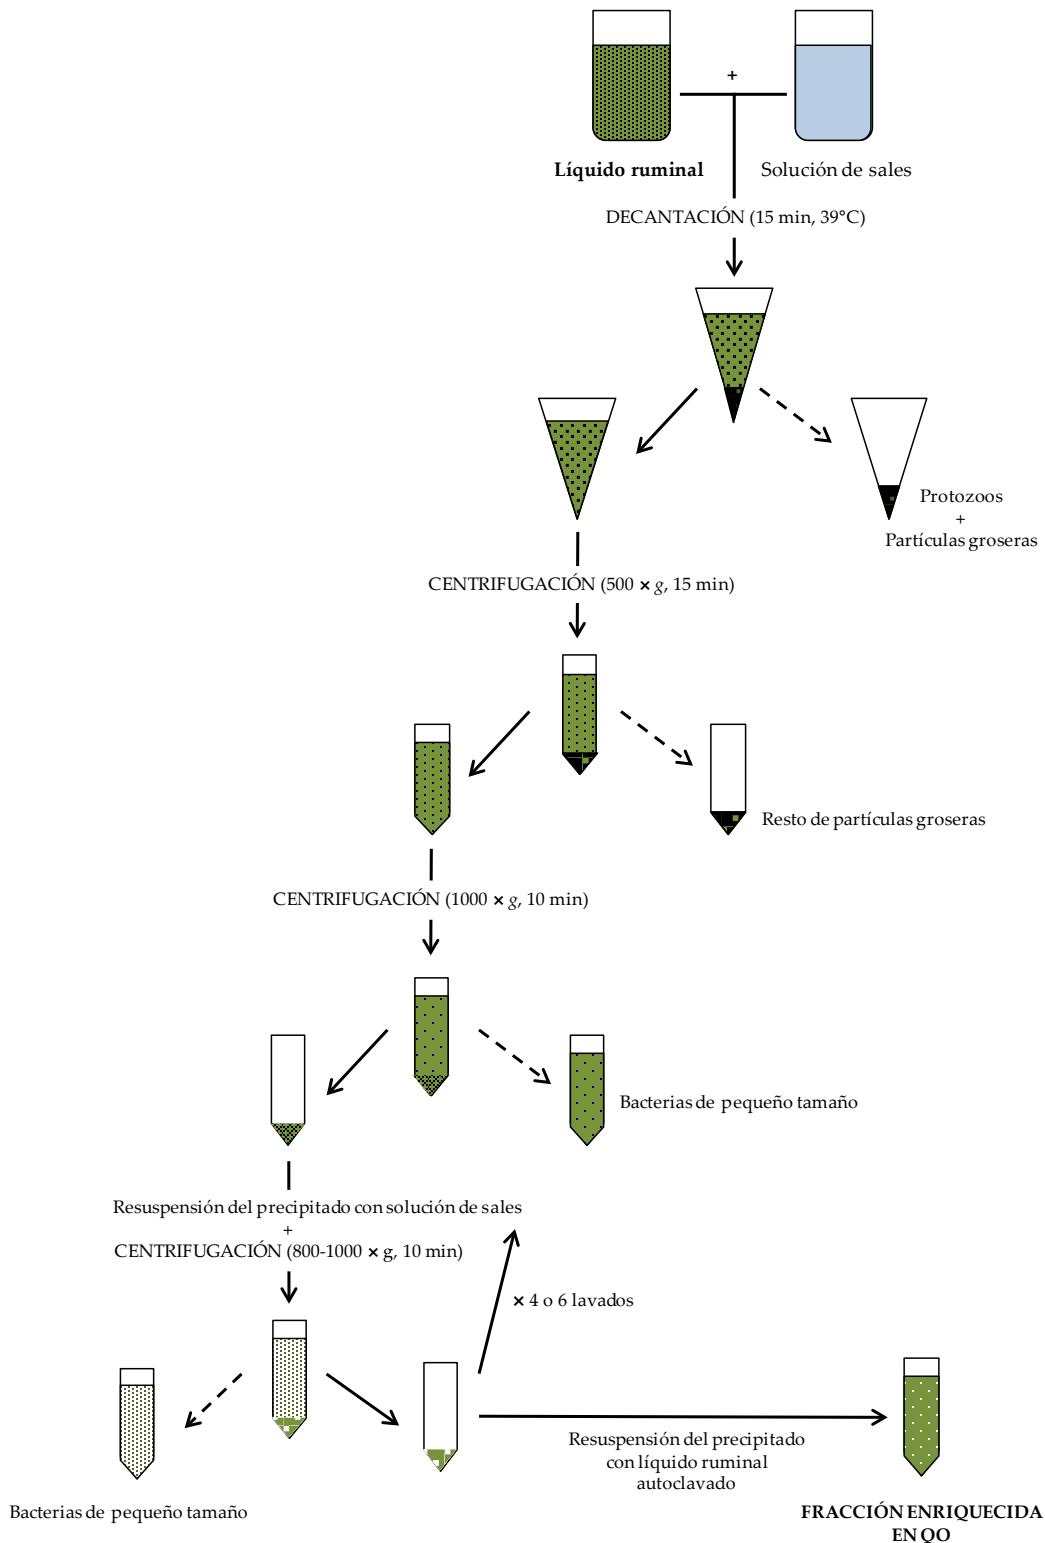 +
Líquido ruminal
Solución de sales
DECANTACIÓN (15 min, 39°C)
Protozoos
+
Partículas groseras
CENTRIFUGACIÓN (500 × g, 15 min)
Resto de partículas groseras
CENTRIFUGACIÓN (1000 × g, 10 min)
Bacterias de pequeño tamaño
Resuspensión del precipitado con solución de sales
+
CENTRIFUGACIÓN (800-1000 × g, 10 min)
× 4 o 6 lavados
Resuspensión del precipitado
con líquido ruminal
autoclavado
Bacterias de pequeño tamaño
FRACCIÓN ENRIQUECIDA
EN QO